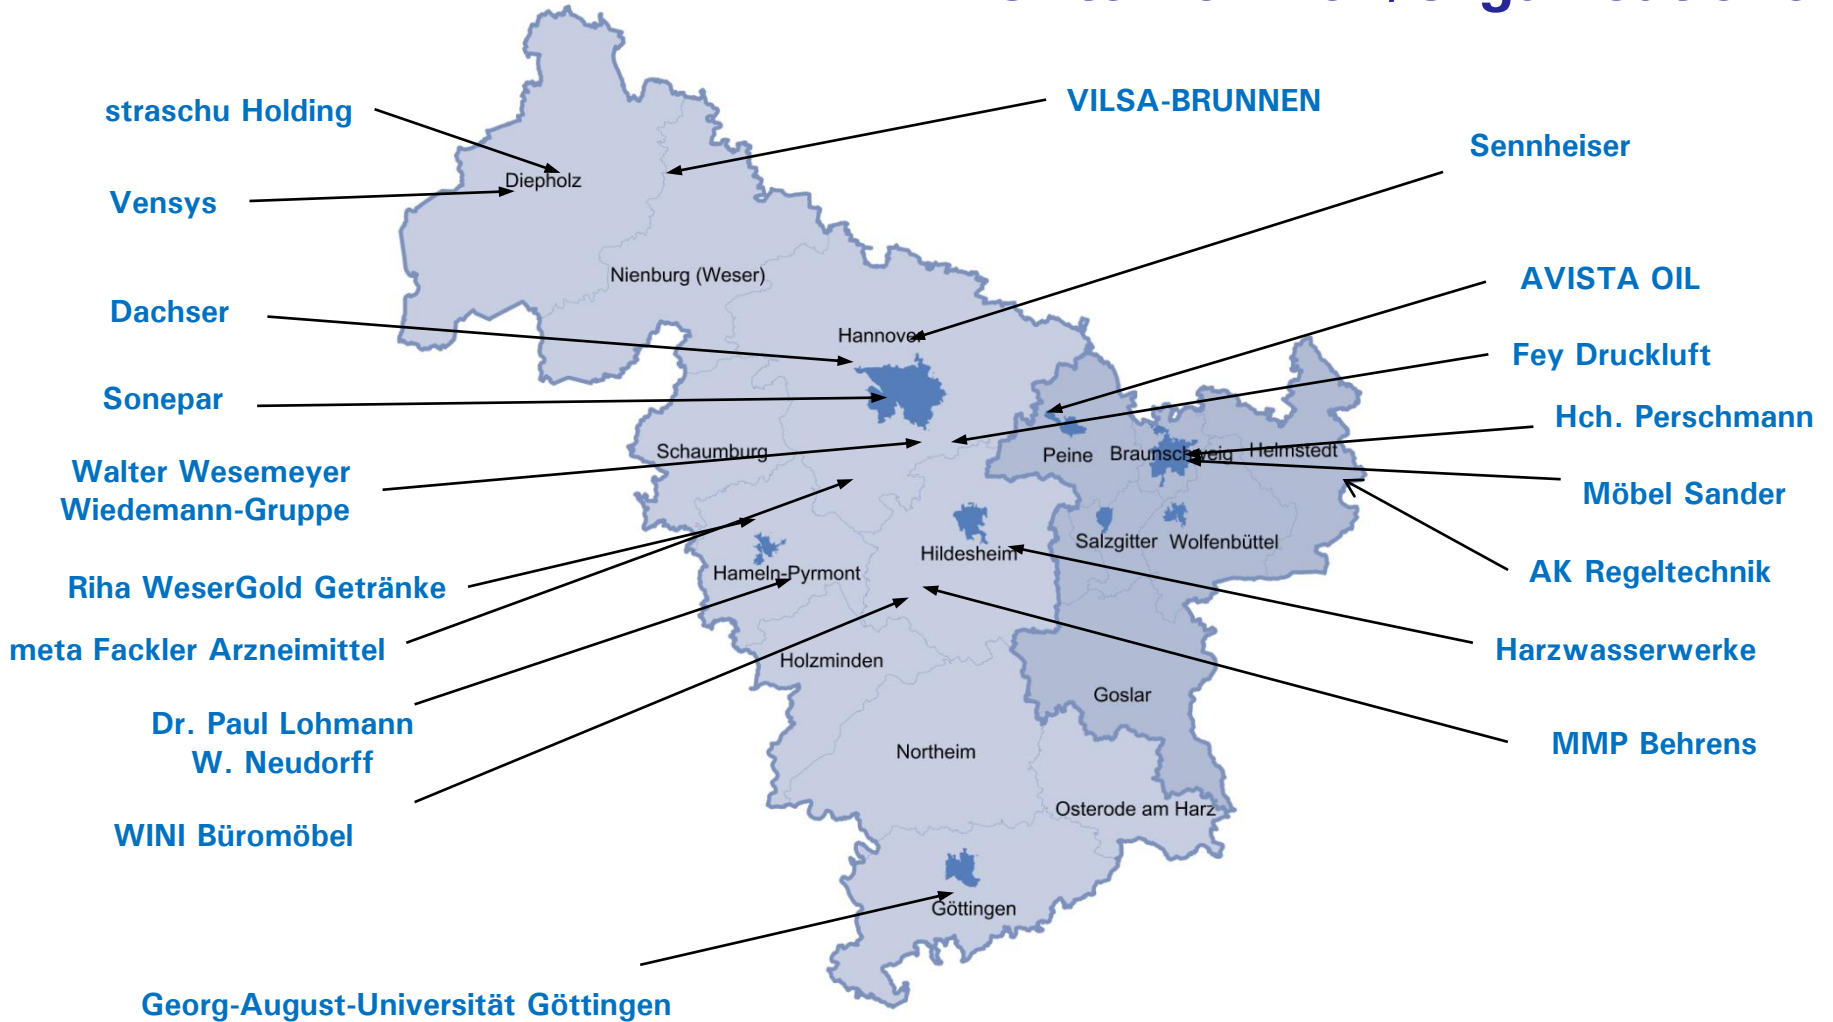 straschu Holding
VILSA-BRUNNEN
Sennheiser
Diepholz
Vensys
Nienburg (Weser)
AVISTA OIL
Dachser
Hannover
Fey Druckluft
Sonepar
Hch. Perschmann
Schaumburg
Peine
Braunschweig
Helmstedt
Walter Wesemeyer
Wiedemann-Gruppe
Möbel Sander
Salzgitter
Wolfenbüttel
Hildesheim
Hameln-Pyrmont
AK Regeltechnik
Riha WeserGold Getränke
meta Fackler Arzneimittel
Harzwasserwerke
Holzminden
Goslar
Dr. Paul Lohmann
W. Neudorff
Northeim
MMP Behrens
Osterode am Harz
WINI Büromöbel
Göttingen
Georg-August-Universität Göttingen